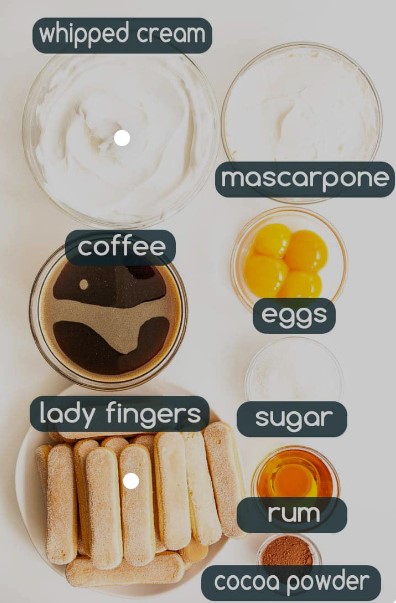 whipped cream
mascarpone
coffee
eggs
lady fingers
sugar
rum
cocoa powder